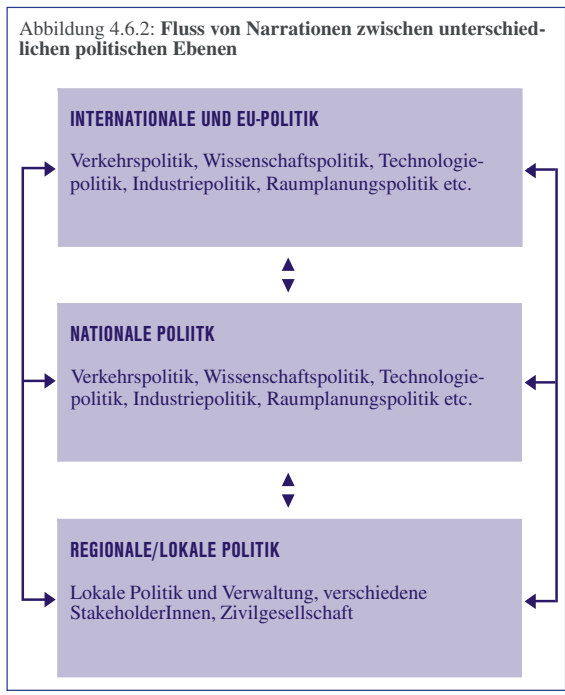 Abbildung 4.6.2: Fluss von Narrationen zwischen unterschied-
lichen politischen Ebenen
INTERNATIONALE UND EU-POLITIK
Verkehrspolitik, Wissenschaftspolitik, Technologie-
politik, Industriepolitik, Raumplanungspolitik etc.
NATIONALE POLIITK
Verkehrspolitik, Wissenschaftspolitik, Technologie-
politik, Industriepolitik, Raumplanungspolitik etc.
REGIONALE/LOKALE POLITIK
Lokale Politik und Verwaltung, verschiedene
StakeholderInnen, Zivilgesellschaft